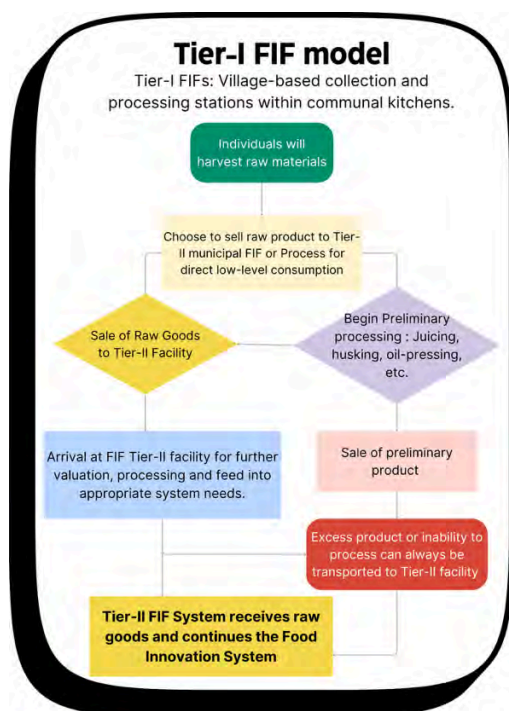 Tier-I FIF model
Tier-I FIFs: Village-based collection and
processing stations within communal kitchens.
Individuals will
harvest raw materials
Choose to sell raw product to Tier-
II municipal FIF or Process for
direct low-level consumption
Sale of Raw Goods
to Tier-II Facility
Begin Preliminary
processing : Juicing,
husking, oil-pressing,
etc.
Arrival at FIF Tier-II facility for further
valuation, processing and feed into
appropriate system needs.
Sale of preliminary
product
Excess product or inability to
process can always be
transported to Tier-II facility
Tier-II FIF System receives raw
goods and continues the Food
Innovation System